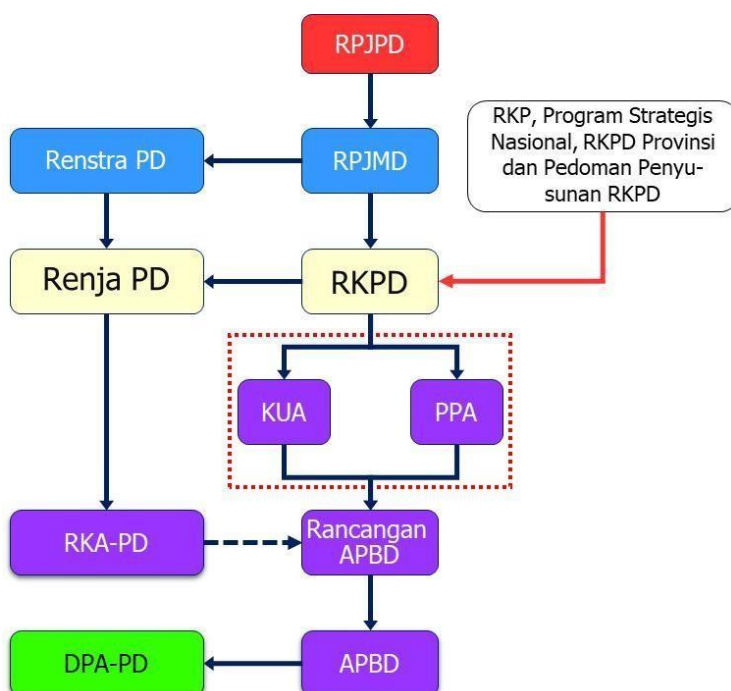 RPJPD
RKP, Program Strategis
Nasional, RKPD Provinsi
dan Pedoman Penyu-
sunan RKPD
Renstra PD
RPJMD
Renja PD
RKPD
KUA
PPA
RKA-PD
Rancangan
APBD
DPA-PD
APBD